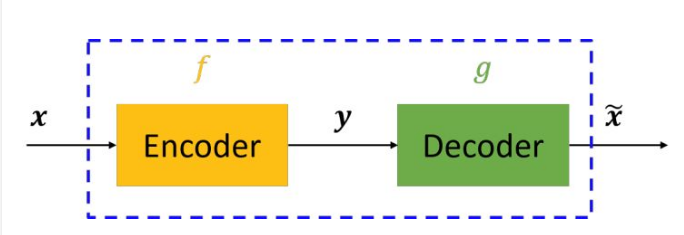 f g
x y x̃
Encoder Decoder